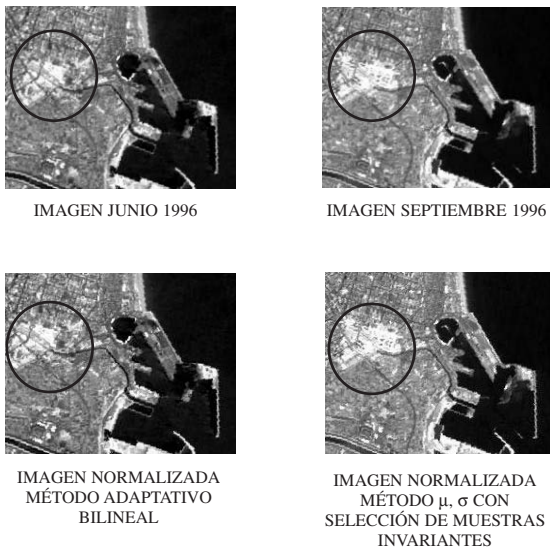 IMAGEN JUNIO 1996
IMAGEN SEPTIEMBRE 1996
IMAGEN NORMALIZADA
MÉTODO ADAPTATIVO
BILINEAL
IMAGEN NORMALIZADA
MÉTODO μ, σ CON
SELECCIÓN DE MUESTRAS
INVARIANTES